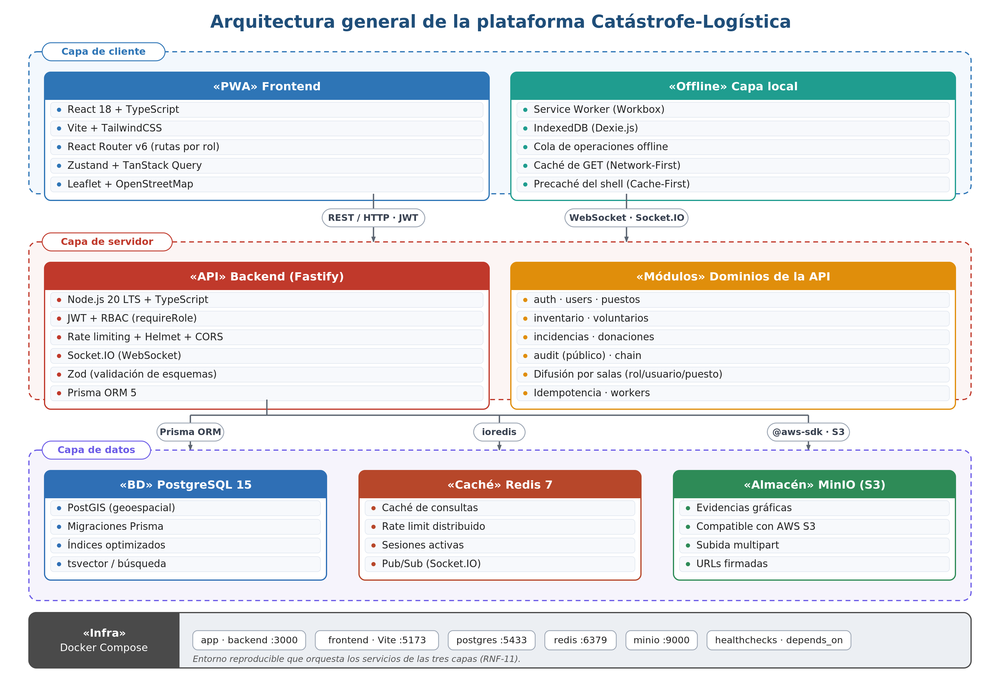 Arquitectura general de la plataforma Catástrofe-Logística
Capa de cliente
«PWA» Frontend
React 18 + TypeScript
Vite + TailwindCSS
React Router v6 (rutas por rol)
Zustand + TanStack Query
Leaflet + OpenStreetMap
«Offline» Capa local
Service Worker (Workbox)
IndexedDB (Dexie.js)
Cola de operaciones offline
Caché de GET (Network-First)
Precaché del shell (Cache-First)
REST / HTTP · JWT
WebSocket · Socket.IO
Capa de servidor
«API» Backend (Fastify)
Node.js 20 LTS + TypeScript
JWT + RBAC (requireRole)
Rate limiting + Helmet + CORS
Socket.IO (WebSocket)
Zod (validación de esquemas)
Prisma ORM 5
«Módulos» Dominios de la API
auth · users · puestos
inventario · voluntarios
incidencias · donaciones
audit (público) · chain
Difusión por salas (rol/usuario/puesto)
Idempotencia · workers
Prisma ORM
ioredis
@aws-sdk · S3
Capa de datos
«BD» PostgreSQL 15
PostGIS (geoespacial)
Migraciones Prisma
Índices optimizados
tsvector / búsqueda
«Caché» Redis 7
Caché de consultas
Rate limit distribuido
Sesiones activas
Pub/Sub (Socket.IO)
«Almacén» MinIO (S3)
Evidencias gráficas
Compatible con AWS S3
Subida multipart
URLs firmadas
«Infra»
Docker Compose
app · backend :3000
frontend · Vite :5173
postgres :5433
redis :6379
minio :9000
healthchecks · depends_on
Entorno reproducible que orquesta los servicios de las tres capas (RNF-11).